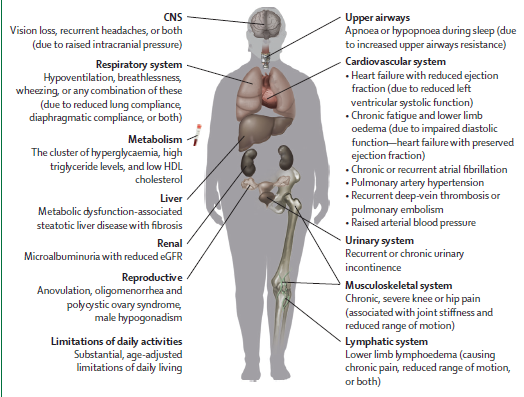 CNS
Vision loss, recurrent headaches, or both
(due to raised intracranial pressure)
Respiratory system
Hypoventilation, breathlessness,
wheezing, or any combination of these
(due to reduced lung compliance,
diaphragmatic compliance, or both)
Metabolism
The cluster of hyperglycaemia, high
triglyceride levels, and low HDL
cholesterol
Liver
Metabolic dysfunction-associated
steatotic liver disease with fibrosis
Renal
Microalbuminuria with reduced eGFR
Reproductive
Anovulation, oligomenorrhea and
polycystic ovary syndrome,
male hypogonadism
Limitations of daily activities
Substantial, age-adjusted
limitations of daily living
Upper airways
Apnoea or hypopnoea during sleep (due
to increased upper airways resistance)
Cardiovascular system
• Heart failure with reduced ejection
fraction (due to reduced left
ventricular systolic function)
• Chronic fatigue and lower limb
oedema (due to impaired diastolic
function—heart failure with preserved
ejection fraction)
• Chronic or recurrent atrial fibrillation
• Pulmonary artery hypertension
• Recurrent deep-vein thrombosis or
pulmonary embolism
• Raised arterial blood pressure
Urinary system
Recurrent or chronic urinary
incontinence
Musculoskeletal system
Chronic, severe knee or hip pain
(associated with joint stiffness and
reduced range of motion)
Lymphatic system
Lower limb lymphoedema (causing
chronic pain, reduced range of motion,
or both)